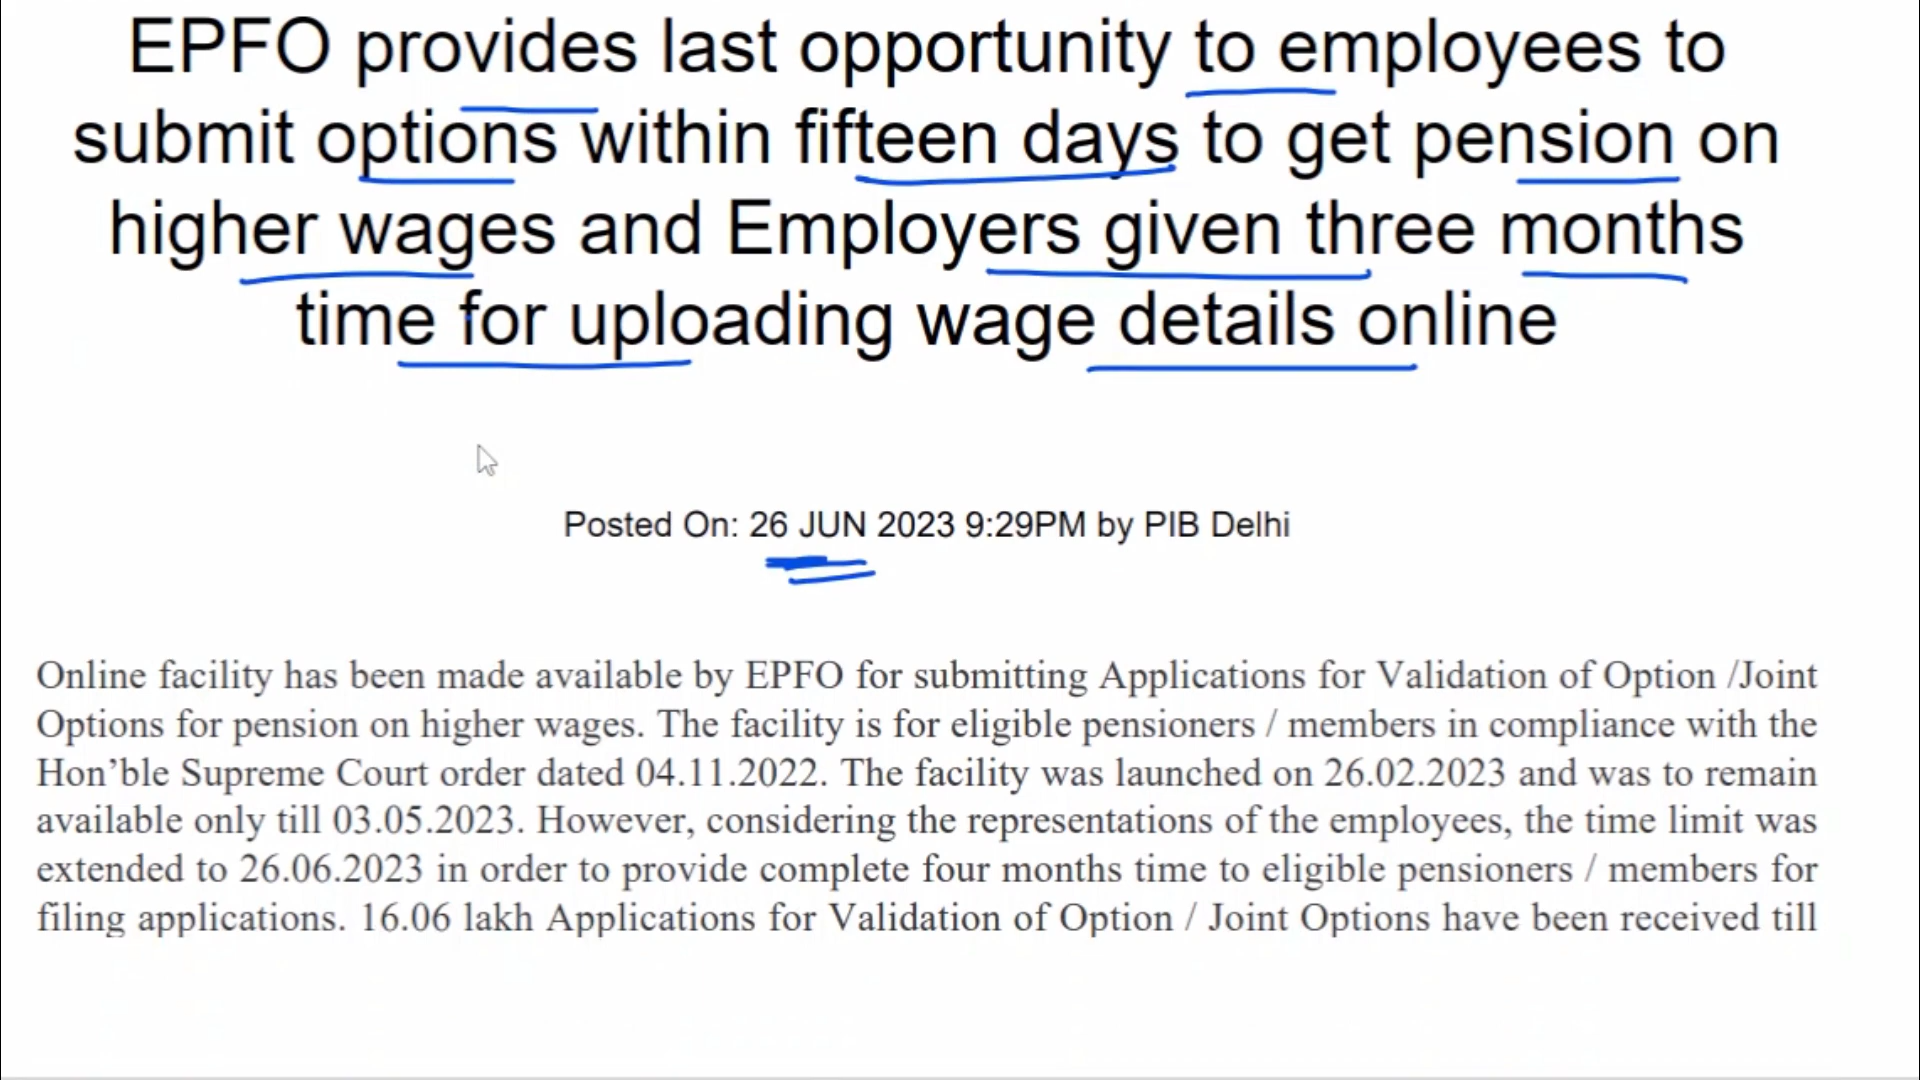 EPFO provides last opportunity to employees to
submit options within fifteen days to get pension on
higher wages and Employers given three months
time for uploading wage details online
Posted On: 26 JUN 2023 9:29PM by PIB Delhi
Online facility has been made available by EPFO for submitting Applications for Validation of Option /Joint
Options for pension on higher wages. The facility is for eligible pensioners / members in compliance with the
Hon’ble Supreme Court order dated 04.11.2022. The facility was launched on 26.02.2023 and was to remain
available only till 03.05.2023. However, considering the representations of the employees, the time limit was
extended to 26.06.2023 in order to provide complete four months time to eligible pensioners / members for
filing applications. 16.06 lakh Applications for Validation of Option / Joint Options have been received till